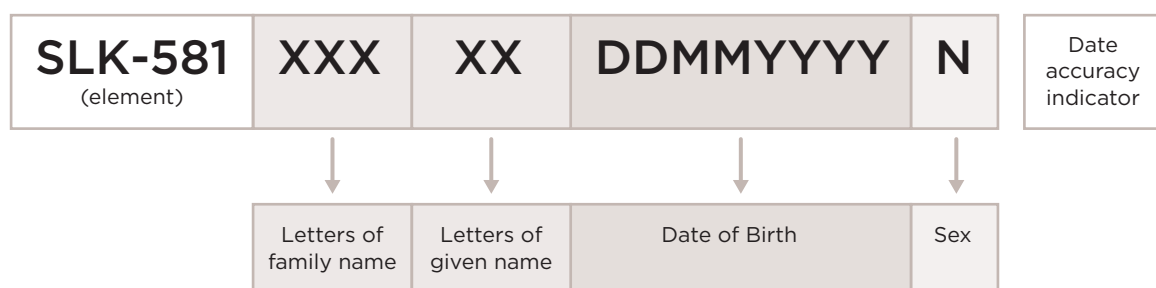 SLK-581 XXX XX DDMMYYYY N
(element)
Date
accuracy
indicator
Letters of
family name
Letters of
given name
Date of Birth
Sex